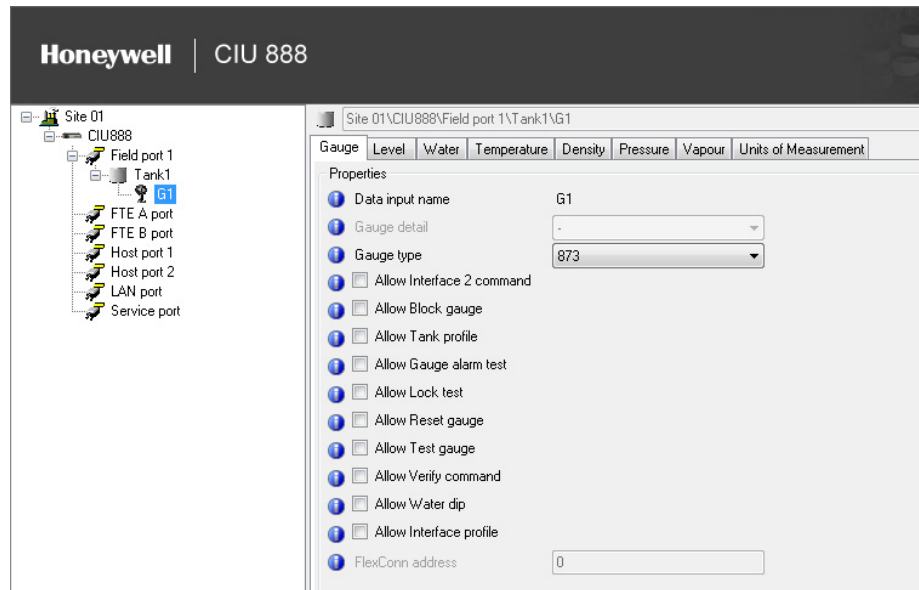 Honeywell | CIU 888
Site 01
CIU888
Field port 1
Tank1
G1
FTE A port
FTE B port
Host port 1
Host port 2
LAN port
Service port
Site 01\CIU888\Field port 1\Tank1\G1
Gauge Level Water Temperature Density Pressure Vapour Units of Measurement
Properties
Data input name G1
Gauge detail -
Gauge type 873
Allow Interface 2 command
Allow Block gauge
Allow Tank profile
Allow Gauge alarm test
Allow Lock test
Allow Reset gauge
Allow Test gauge
Allow Verify command
Allow Water dip
Allow Interface profile
FlexConn address 0